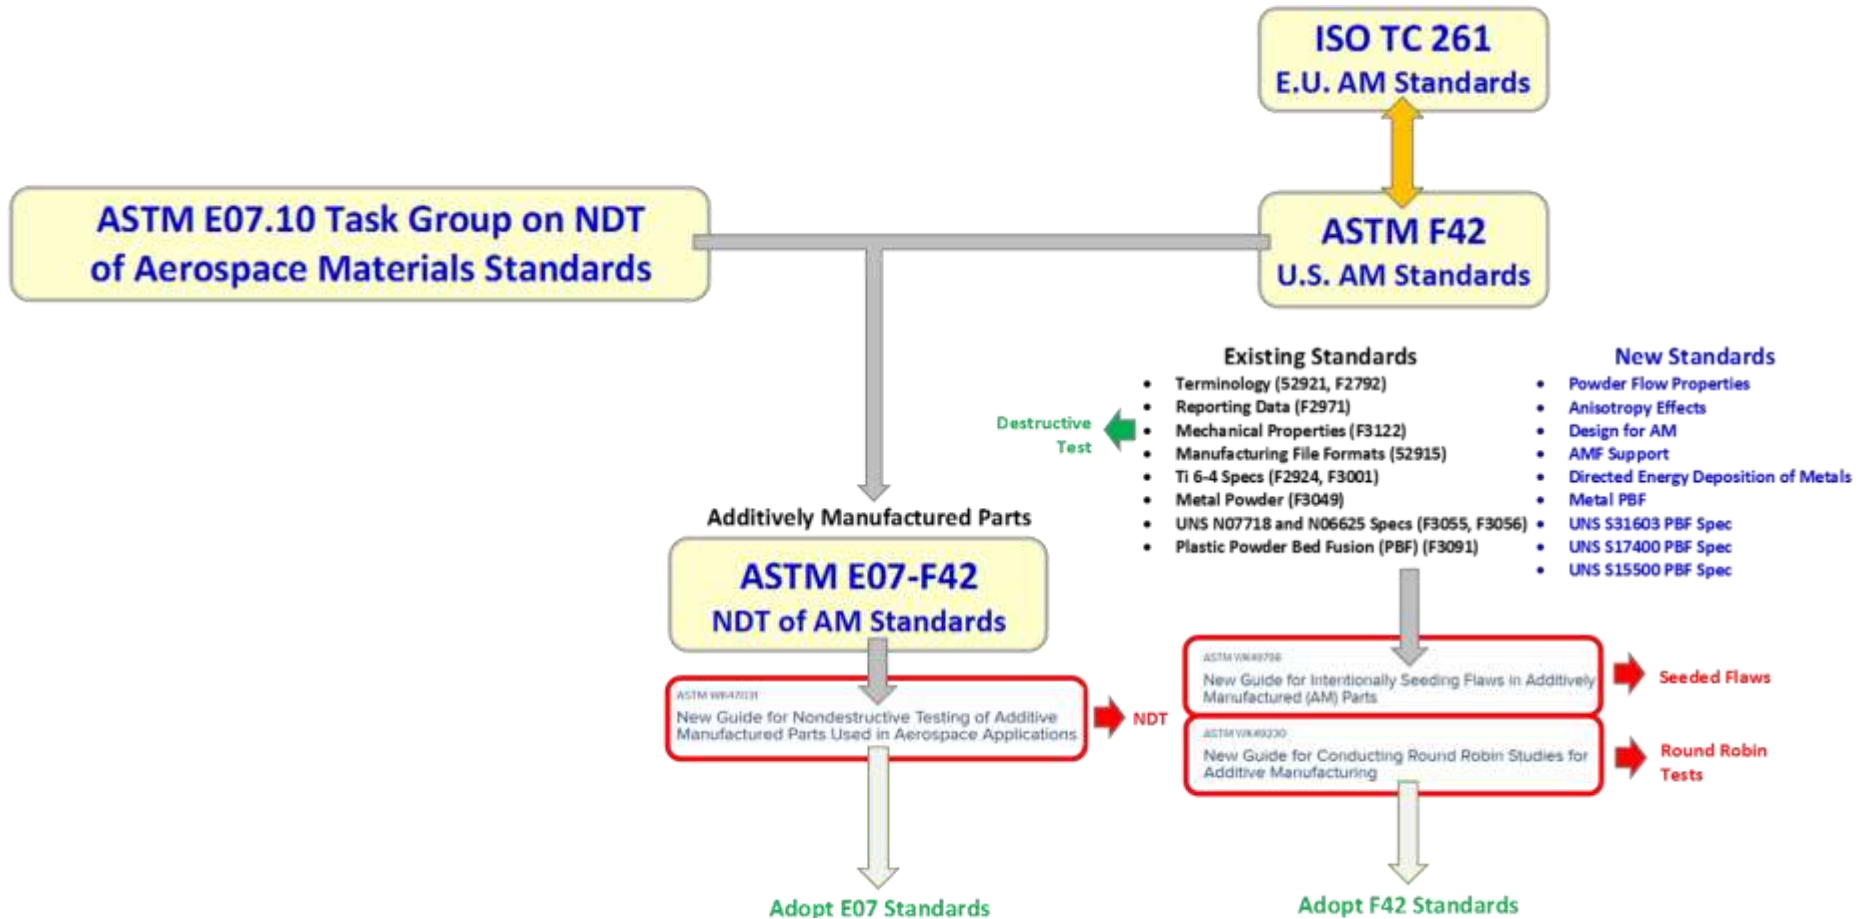 ISO TC 261
E.U. AM Standards
ASTM E07.10 Task Group on NDT
of Aerospace Materials Standards
ASTM F42
U.S. AM Standards
Existing Standards
• Terminology (52921, F2792)
• Reporting Data (F2971)
• Mechanical Properties (F3122)
• Manufacturing File Formats (52915)
• Ti 6-4 Specs (F2924, F3001)
• Metal Powder (F3049)
• UNS N07718 and N06625 Specs (F3055, F3056)
• Plastic Powder Bed Fusion (PBF) (F3091)
New Standards
• Powder Flow Properties
• Anisotropy Effects
• Design for AM
• AMF Support
• Directed Energy Deposition of Metals
• Metal PBF
• UNS S31603 PBF Spec
• UNS S17400 PBF Spec
• UNS S15500 PBF Spec
Destructive
Test
Additively Manufactured Parts
ASTM E07-F42
NDT of AM Standards
ASTM WK47031
New Guide for Nondestructive Testing of Additive
Manufactured Parts Used in Aerospace Applications
NDT
ASTM
New Guide for Intentionally Seeding Flaws in Additively
Manufactured (AM) Parts
Seeded Flaws
ASTM WK49230
New Guide for Conducting Round Robin Studies for
Additive Manufacturing
Round Robin
Tests
Adopt E07 Standards
Adopt F42 Standards